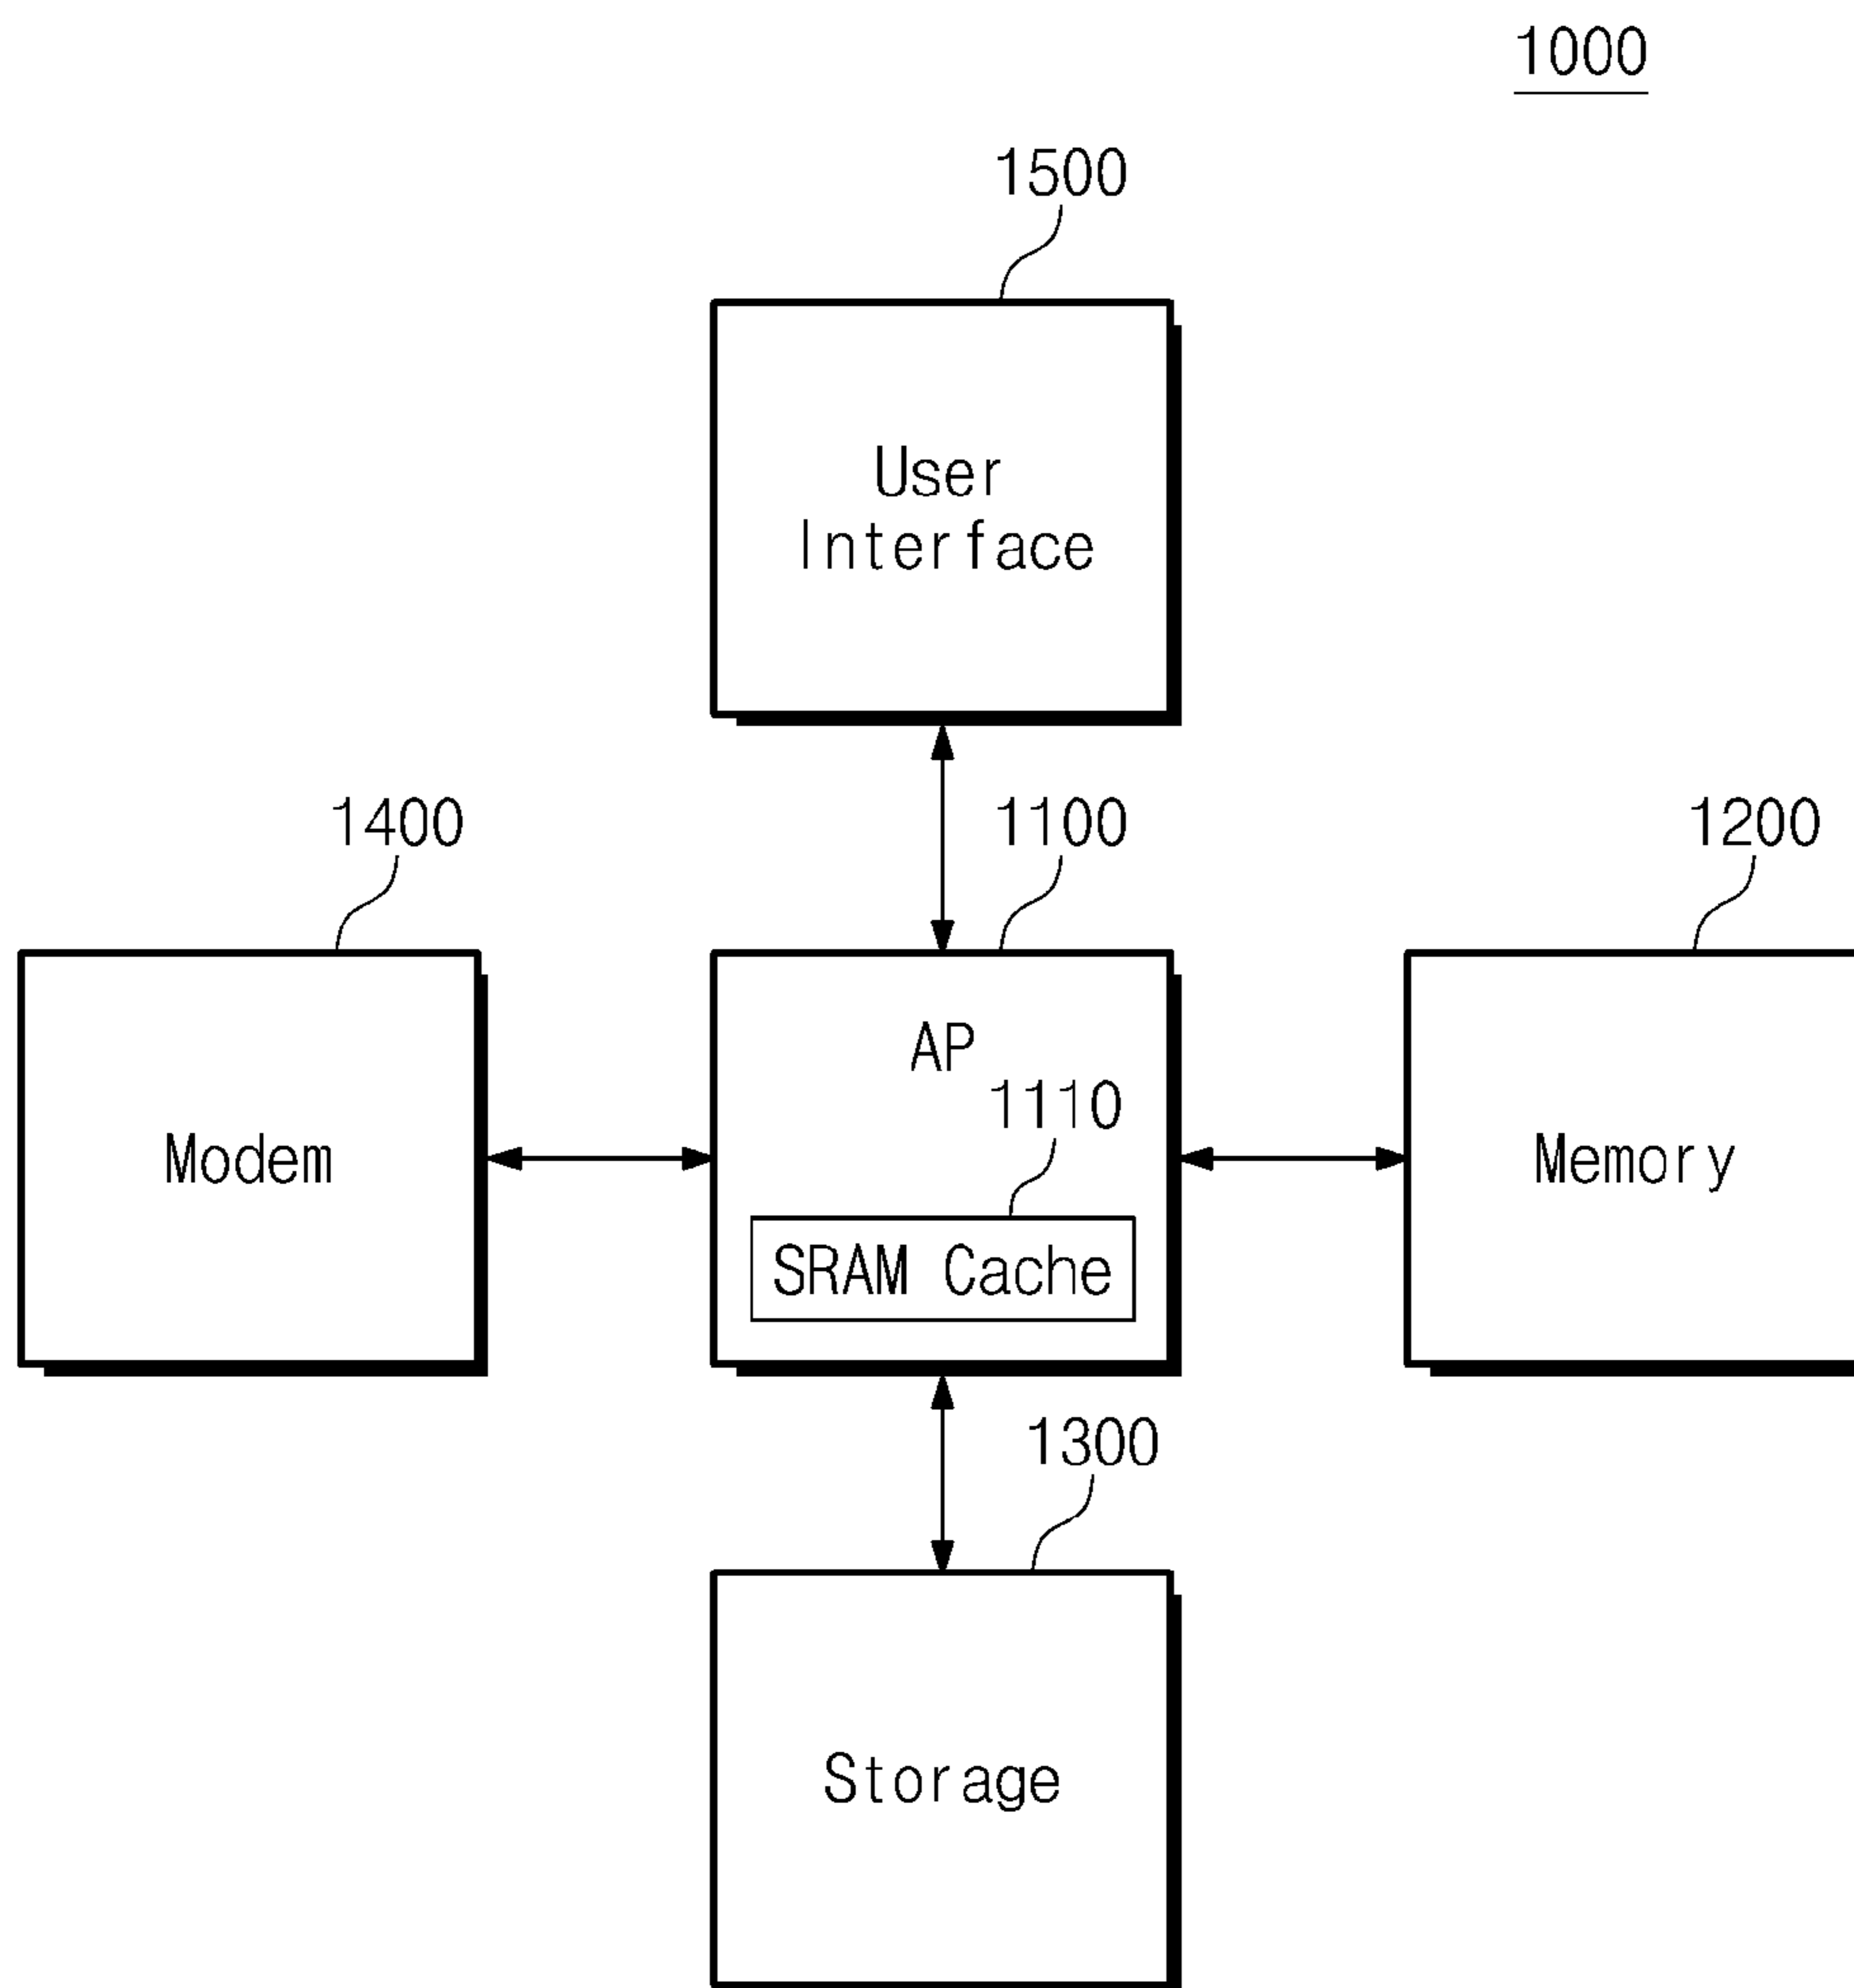 1000
1500
User
Interface
1400
1100
1200
AP
1110
Modem
Memory
SRAM Cache
1300
Storage